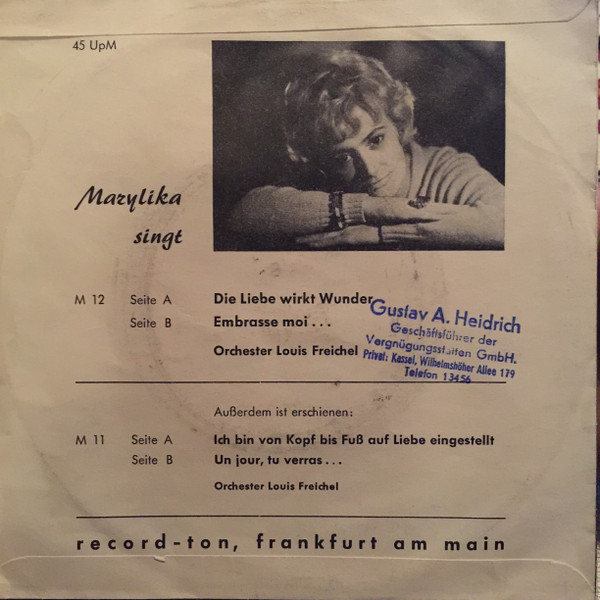 45 UpM
Marylika
singt
M 12 Seite A Die Liebe wirkt Wunder
Seite B Embrasse moi . . .
Orchester Louis Freichel
Gustav A. Heidrich
Geschäftsführer der
Vergnügungsstätten GmbH.
Privat: Kassel, Wilhelmshöher Allee 179
Telefon 13456
Außerdem ist erschienen:
M 11 Seite A Ich bin von Kopf bis Fuß auf Liebe eingestellt
Seite B Un jour, tu verras . . .
Orchester Louis Freichel
record-ton, frankfurt am main